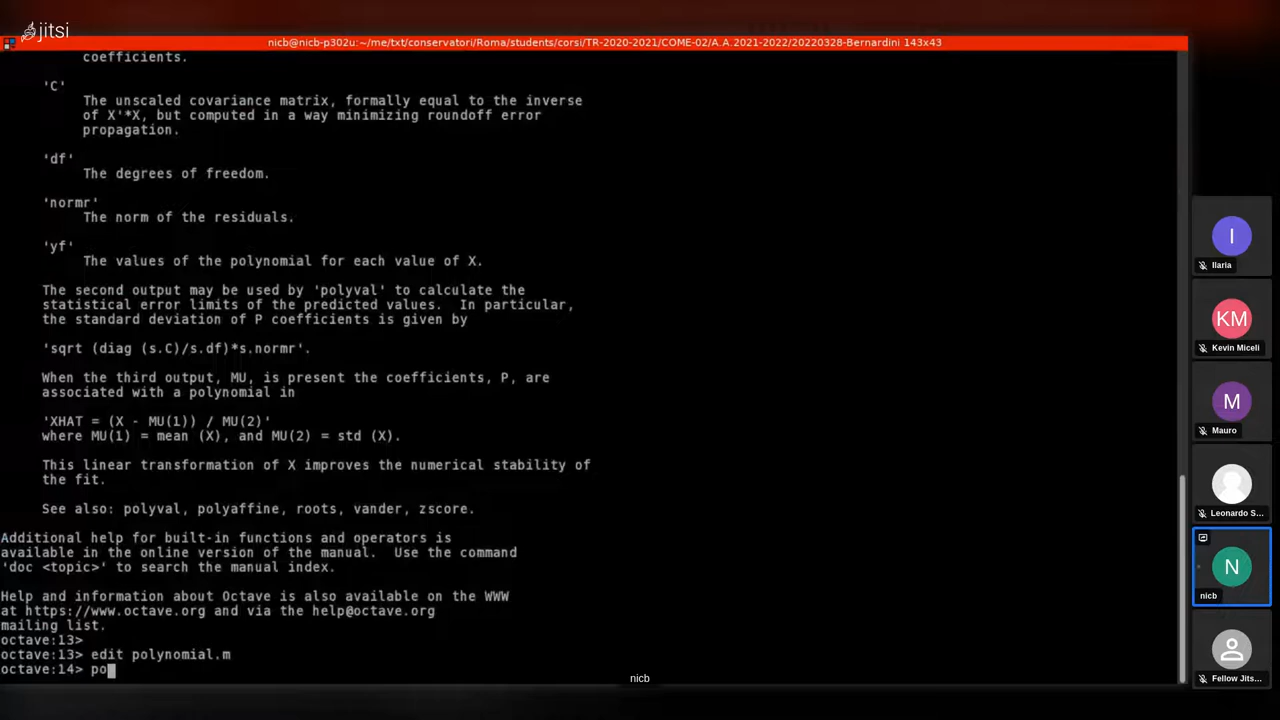 jitsi
nicb@nicb-p302u:~/me/txt/conservatori/Roma/students/corsi/TR-2020-2021/COME-02/A.A.2021-2022/20220328-Bernardini 143x43
coefficients.
'C'
The unscaled covariance matrix, formally equal to the inverse
of X'*X, but computed in a way minimizing roundoff error
propagation.
'df'
The degrees of freedom.
'normr'
The norm of the residuals.
'yf'
The values of the polynomial for each value of X.
The second output may be used by 'polyval' to calculate the
statistical error limits of the predicted values.  In particular,
the standard deviation of P coefficients is given by
'sqrt (diag (s.C)/s.df)*s.normr'.
When the third output, MU, is present the coefficients, P, are
associated with a polynomial in
'XHAT = (X - MU(1)) / MU(2)'
where MU(1) = mean (X), and MU(2) = std (X).
This linear transformation of X improves the numerical stability of
the fit.
See also: polyval, polyaffine, roots, vander, zscore.
Additional help for built-in functions and operators is
available in the online version of the manual.  Use the command
'doc <topic>' to search the manual index.
Help and information about Octave is also available on the WWW
at https://www.octave.org and via the help@octave.org
mailing list.
octave:13>
octave:13> edit polynomial.m
octave:14> po
nicb
I
Ilaria
KM
Kevin Miceli
M
Mauro
Leonardo S...
N
nicb
Fellow Jits...